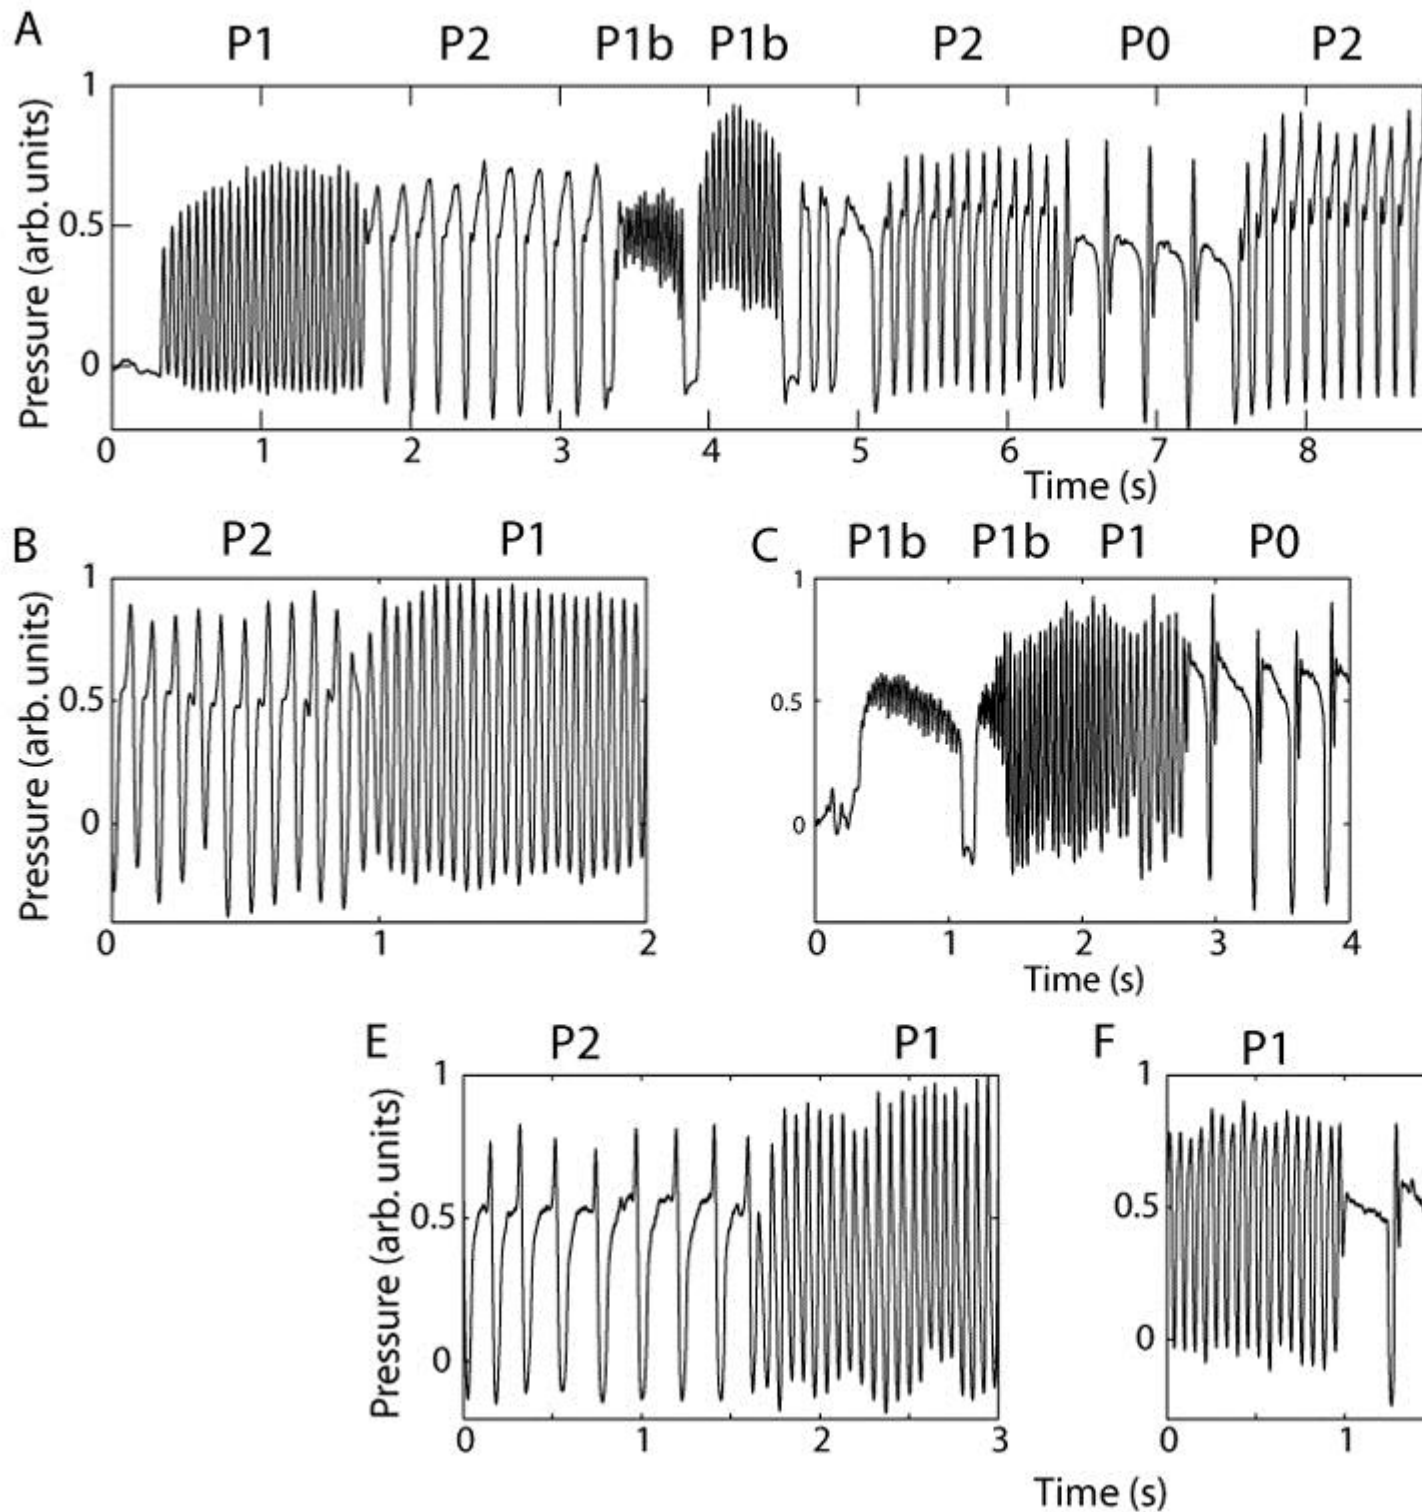 A
P1 P2 P1b P1b P2 P0 P2
Pressure (arb. units)
1
0.5
0
0 1 2 3 4 5 6 7 8
Time (s)
B
P2 P1
Pressure (arb. units)
1
0.5
0
0 1 2
C
P1b P1b P1 P0
1
0.5
0
0 1 2 3 4
Time (s)
E
P2 P1
Pressure (arb. units)
1
0.5
0
0 1 2 3
F
P1
1
0.5
0
0 1
Time (s)